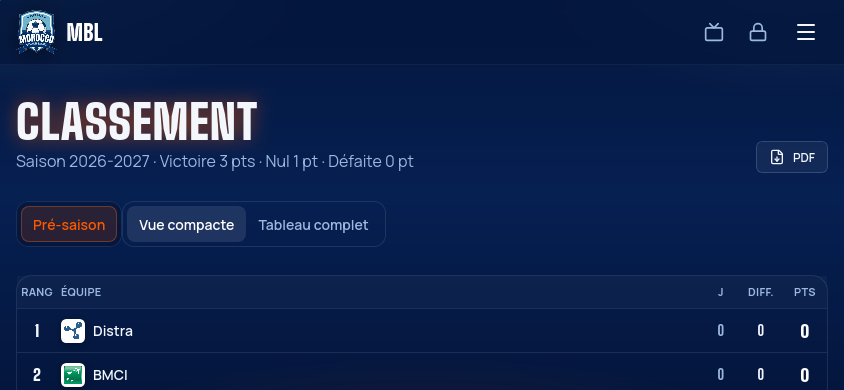 MOROCCO
MBL
CLASSEMENT
Saison 2026-2027 · Victoire 3 pts · Nul 1 pt · Défaite 0 pt
PDF
Pré-saison Vue compacte Tableau complet
RANG ÉQUIPE J DIFF. PTS
1 Distra 0 0 0
2 BMCI 0 0 0